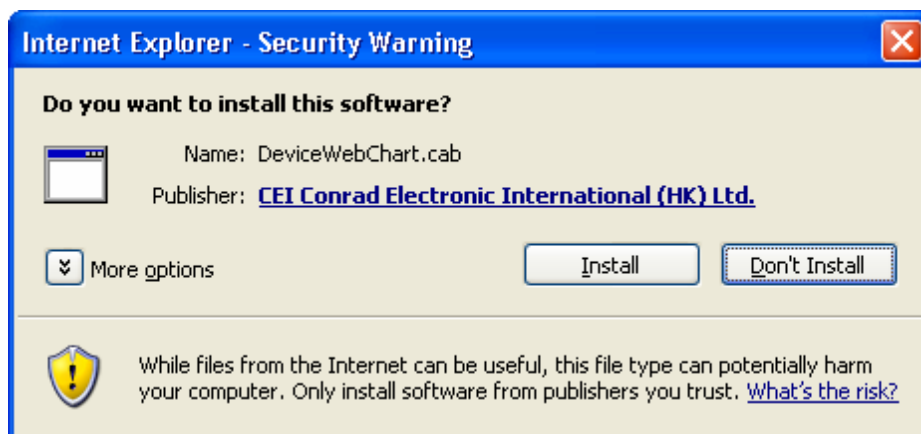 Internet Explorer - Security Warning
Do you want to install this software?
Name: DeviceWebChart.cab
Publisher: CEI Conrad Electronic International (HK) Ltd.
More options
Install
Don't Install
While files from the Internet can be useful, this file type can potentially harm
your computer. Only install software from publishers you trust. What's the risk?